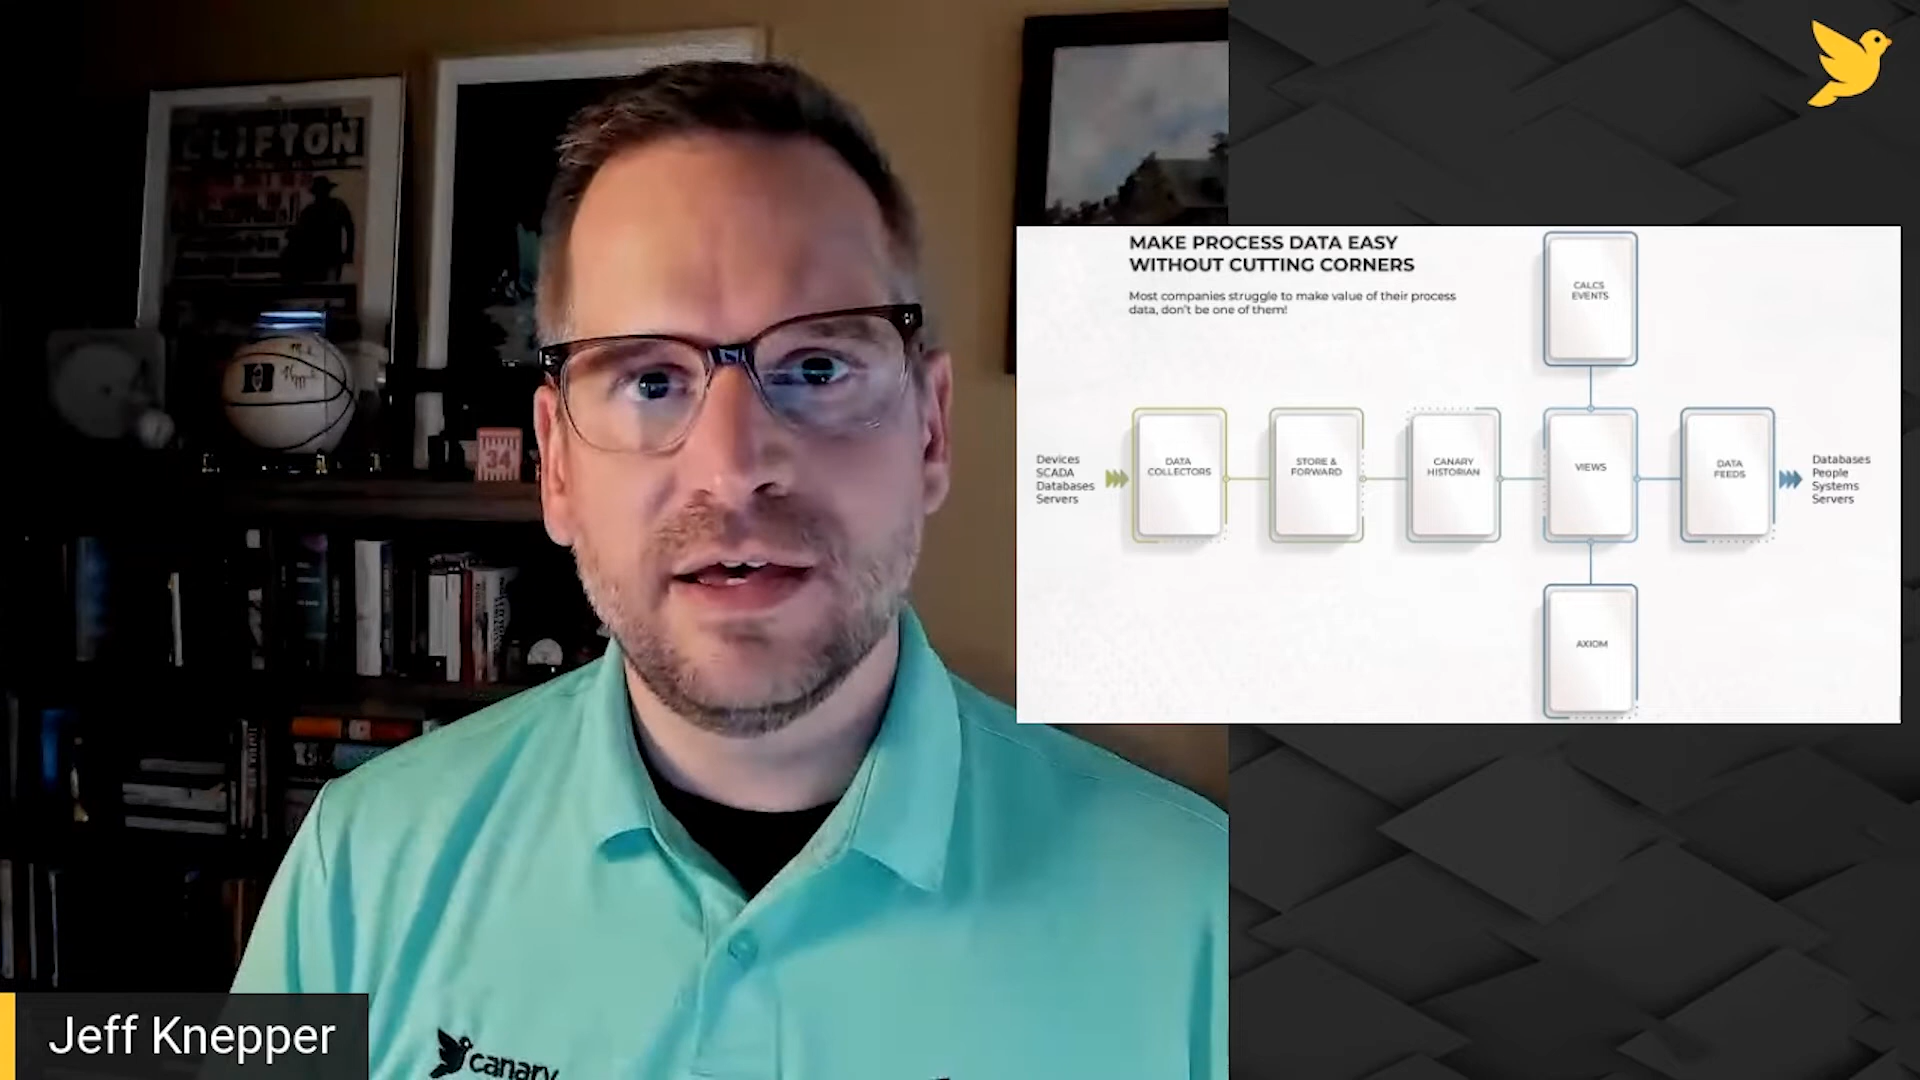 CLIFTON
34
MAKE PROCESS DATA EASY
WITHOUT CUTTING CORNERS
Most companies struggle to make value of their process
data, don't be one of them!
CALCS
EVENTS
Devices
SCADA
Databases
Servers
DATA
COLLECTORS
STORE &
FORWARD
CANARY
HISTORIAN
VIEWS
DATA
FEEDS
Databases
People
Systems
Servers
AXIOM
Jeff Knepper
canary